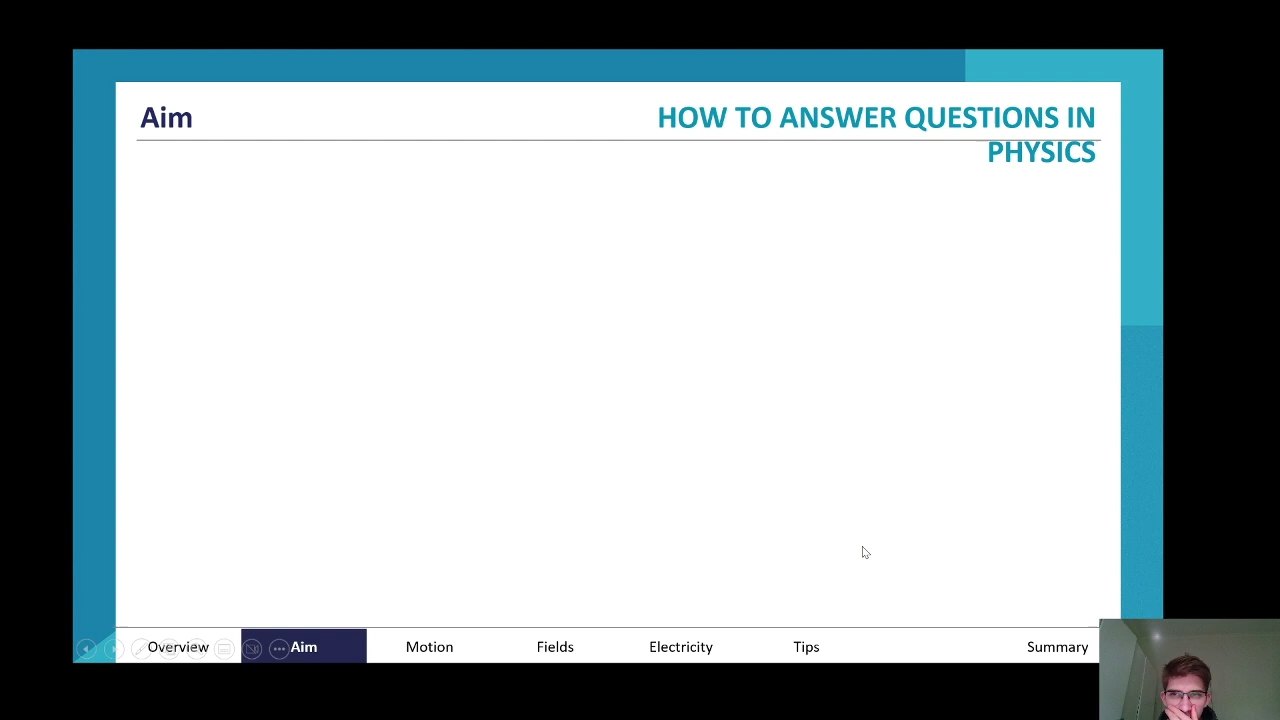 Aim
HOW TO ANSWER QUESTIONS IN
PHYSICS
Overview
Aim
Motion
Fields
Electricity
Tips
Summary